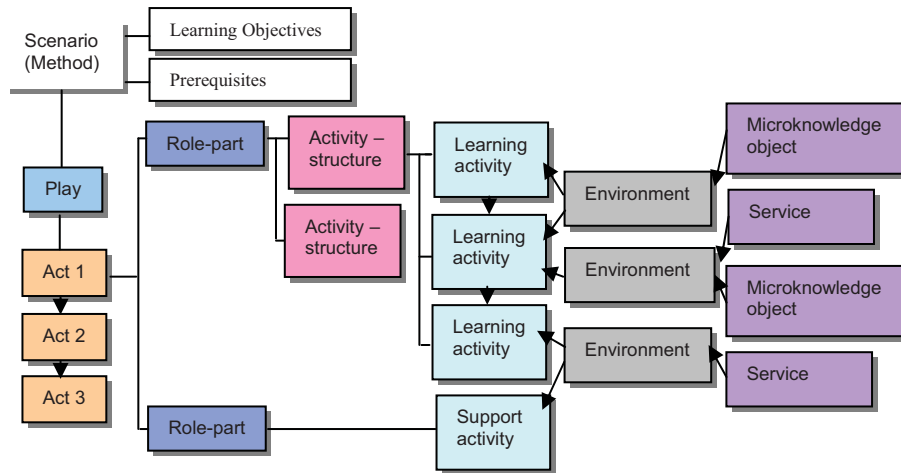 Scenario
(Method)
Learning Objectives
Prerequisites
Play
Act 1
Act 2
Act 3
Role-part
Role-part
Activity –
structure
Activity –
structure
Learning
activity
Learning
activity
Learning
activity
Support
activity
Environment
Environment
Environment
Microknowledge
object
Service
Microknowledge
object
Service